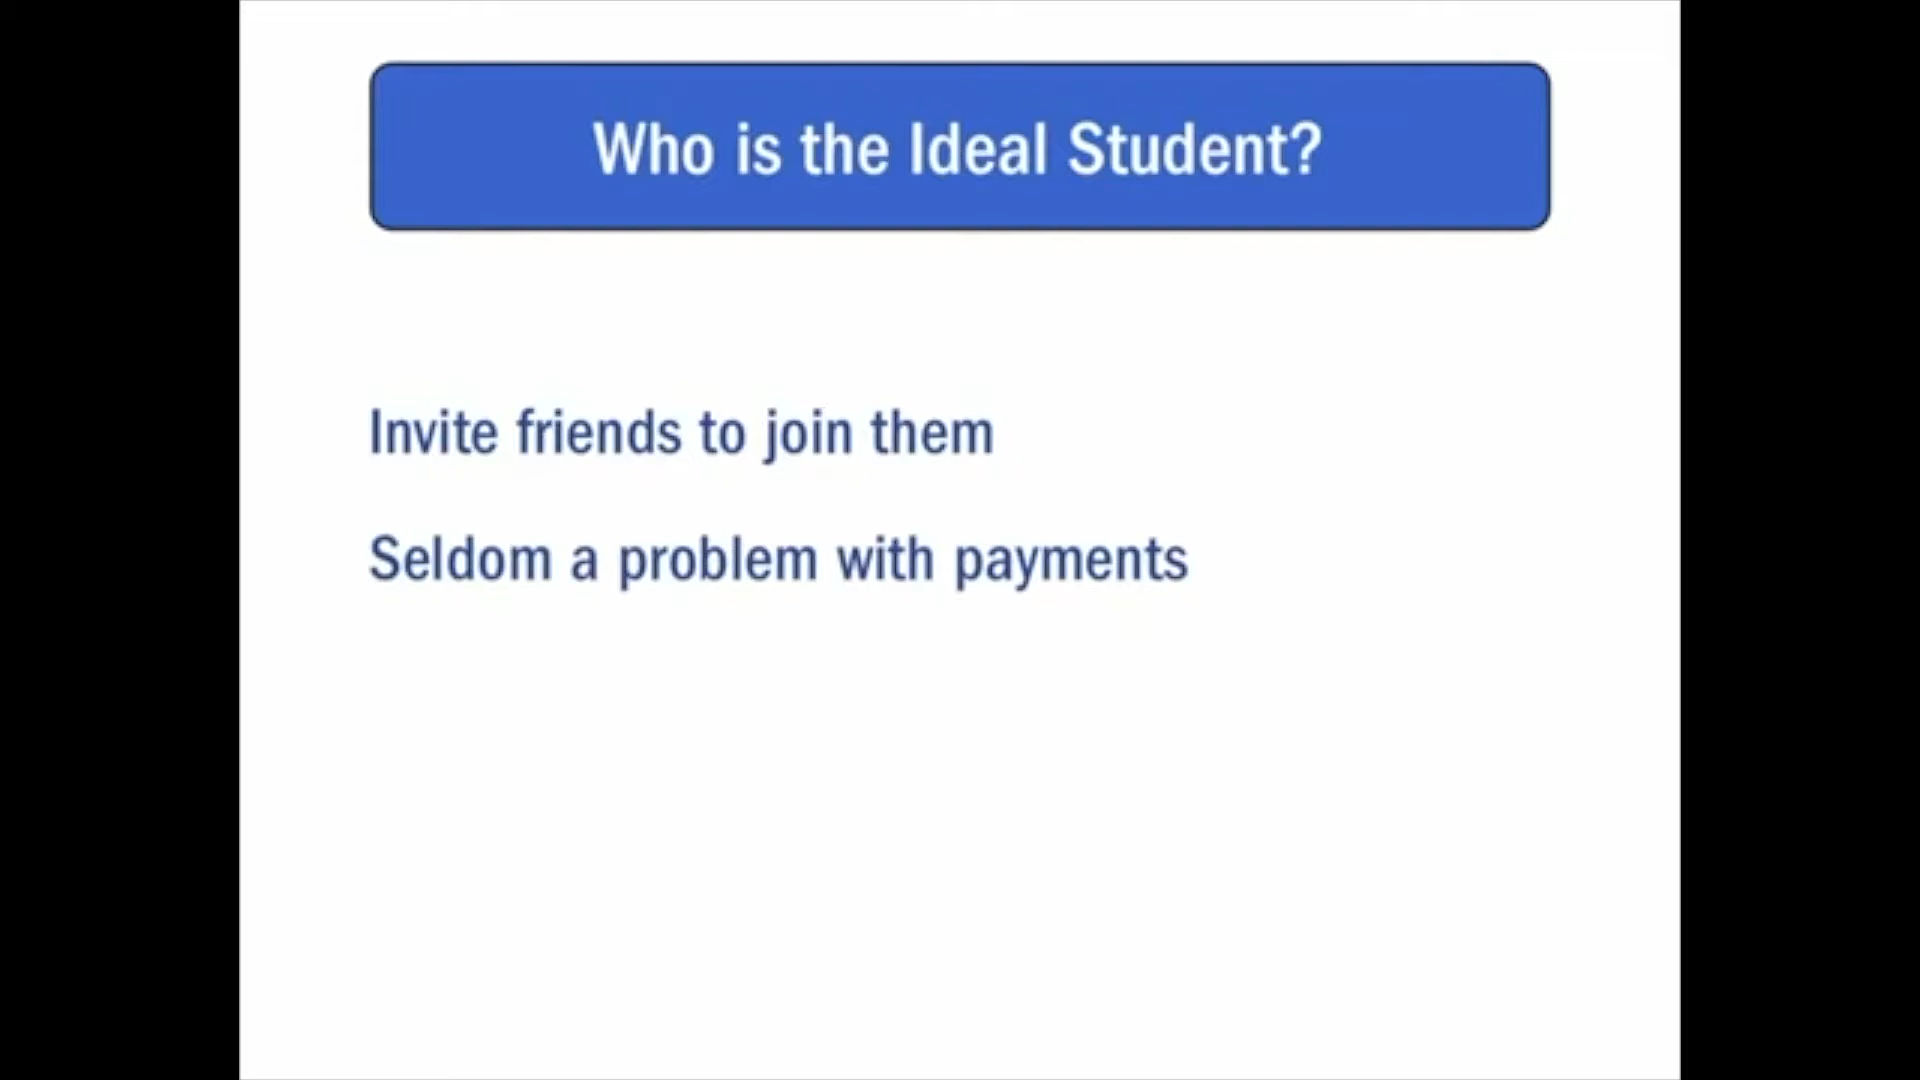 Who is the Ideal Student?
Invite friends to join them
Seldom a problem with payments